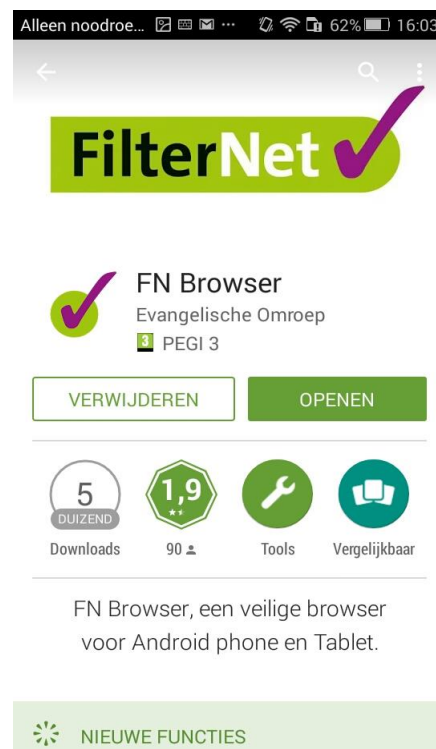 Alleen noodroe... 62% 16:03
FilterNet
FN Browser
Evangelische Omroep
3 PEGI 3
VERWIJDEREN OPENEN
5 1,9
DUIZEND
Downloads 90 Tools Vergelijkbaar
FN Browser, een veilige browser
voor Android phone en Tablet.
NIEUWE FUNCTIES